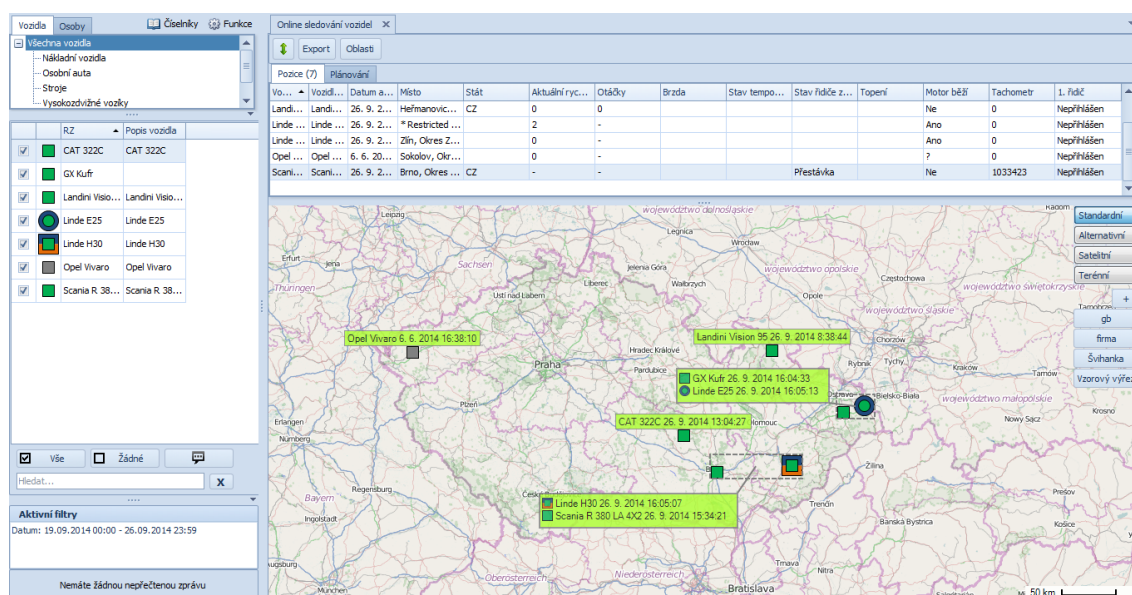 Vozidla Osoby Číselníky Funkce
Všechna vozidla
Nákladní vozidla
Osobní auta
Stroje
Vysokozdvižné vozíky
RZ Popis vozidla
CAT 322C CAT 322C
GX Kufr
Landini Visio... Landini Visio...
Linde E25 Linde E25
Linde H30 Linde H30
Opel Vivaro Opel Vivaro
Scania R 38... Scania R 38...
Vše Žádné
Hledat... x
Aktivní filtry
Datum: 19.09.2014 00:00 - 26.09.2014 23:59
Nemáte žádnou nepřečtenou zprávu
Online sledování vozidel X
Export Oblasti
Pozice (7) Plánování
Vo... Vozidl... Datum a... Místo Stát Aktuální ryc... Otáčky Brzda Stav tempo... Stav řidiče z... Topení Motor běží Tachometr 1. řidič
Landi... Landi... 26. 9. 2... Heřmanovic... CZ 0 0 Ne 0 Nepřihlášen
Linde ... Linde ... 26. 9. 2... * Restricted ... 2 - Ano 0 Nepřihlášen
Linde ... Linde ... 26. 9. 2... Zlín, Okres Z... 0 - Ano 0 Nepřihlášen
Opel ... Opel ... 6. 6. 20... Sokolov, Okr... 0 - ? 0 Nepřihlášen
Scani... Scani... 26. 9. 2... Brno, Okres ... CZ - - Přestávka Ne 1033423 Nepřihlášen
Standardní
Alternativní
Satelitní
Terénní
+
gb
firma
Švihanka
Vzorový výřez
Leipzig
województwo dolnośląskie
Radom
Legnica
Wrocław
Erfurt
Jena
Sachsen
Jelenia Góra
województwo opolskie
Częstochowa
Thüringen
Liberec
Wałbrzych
województwo świętokrzyskie
Ústí nad Labem
Opole
województwo śląskie
Opel Vivaro 6. 6. 2014 16:38:10
Landini Vision 95 26. 9. 2014 8:38:44
Chorzów
Hradec Králové
Praha
Pardubice
Rybnik
Tychy
Kraków
Tarnów
GX Kufr 26. 9. 2014 16:04:33
Linde E25 26. 9. 2014 16:05:13
Ostrava
Bielsko-Biała
województwo małopolskie
Plzeň
Nowy Sącz
Krosno
Erlangen
CAT 322C 26. 9. 2014 13:04:27
lomouc
Nürnberg
Žilina
Regensburg
Bayern
Prešov
Linde H30 26. 9. 2014 16:05:07
Scania R 380 LA 4X2 26. 9. 2014 15:34:21
Trenčín
Ingolstadt
Banská Bystrica
Košice
Trnava
Nitra
Oberösterreich
Niederösterreich
München
Bratislava
50 km